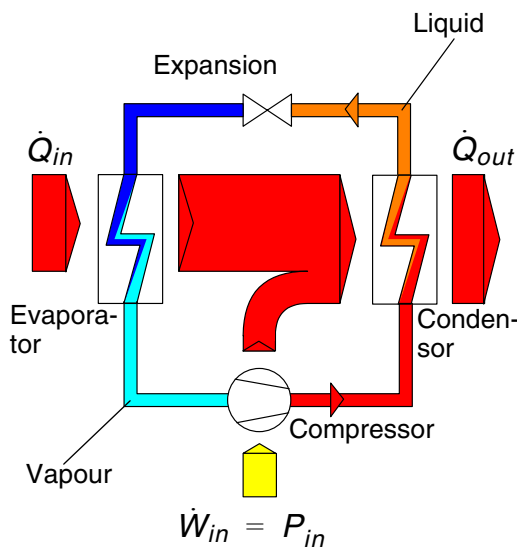 Liquid
Expansion
Q̇in
Q̇out
Evapora-
tor
Conden-
sor
Compressor
Vapour
Ẇin = Pin